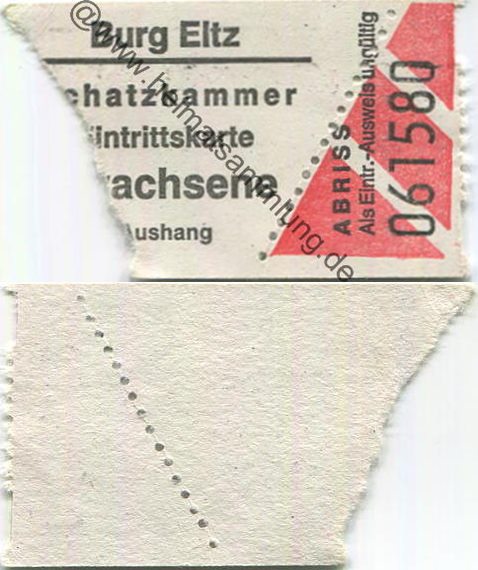 Burg Eltz
chatzkammer
intrittskarte
achsene
Aushang
ABRISS
Als Eintr.-Ausweis ungültig
061580
@www.heimatsammlung.de